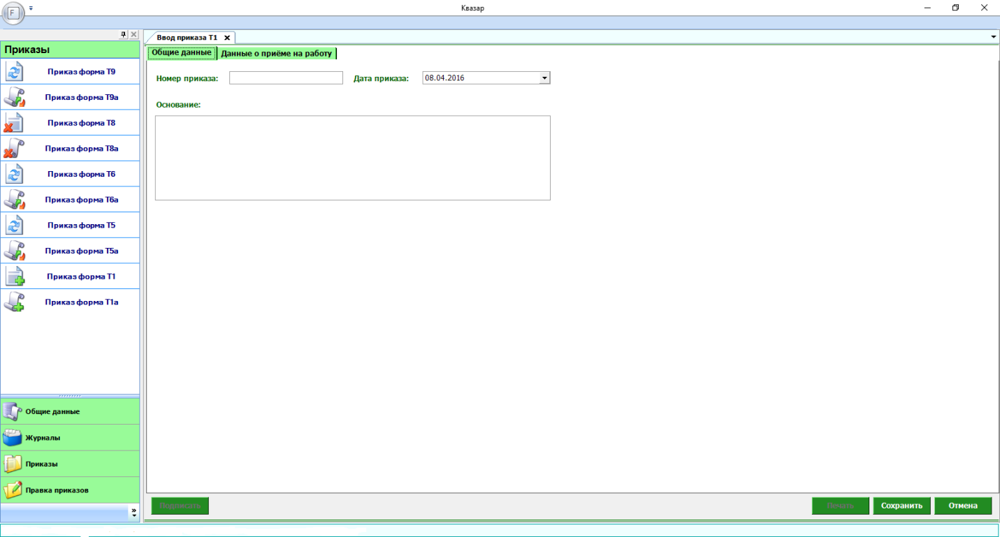 F
Квазар
Приказы
Приказ форма Т9
Приказ форма Т9а
Приказ форма Т8
Приказ форма Т8а
Приказ форма Т6
Приказ форма Т6а
Приказ форма Т5
Приказ форма Т5а
Приказ форма Т1
Приказ форма Т1а
Общие данные
Журналы
Приказы
Правка приказов
Ввод приказа Т1
Общие данные
Данные о приёме на работу
Номер приказа:
Дата приказа: 08.04.2016
Основание:
Подписать
Печать Сохранить Отмена